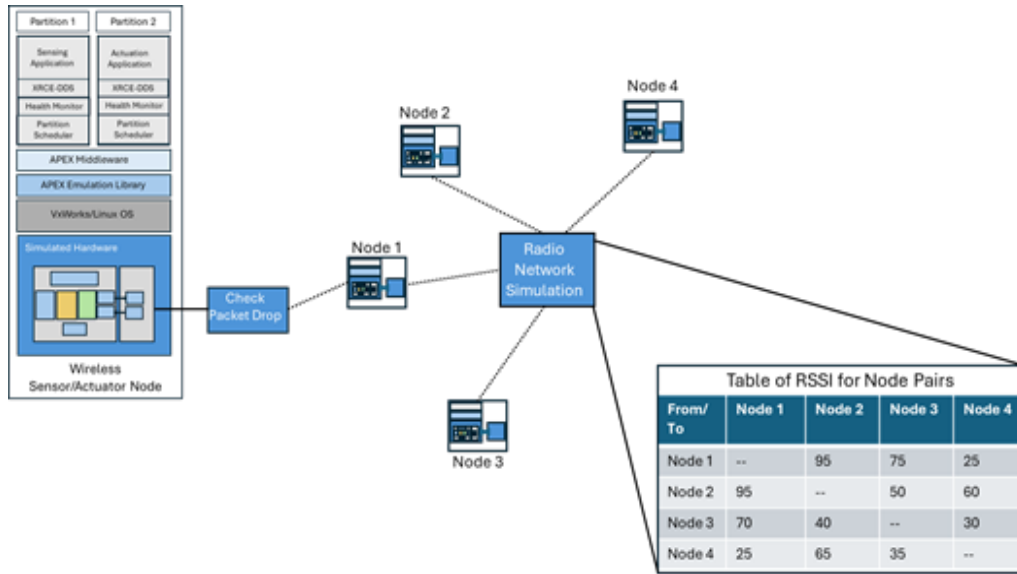 Partition 1
Partition 2
Sensing
Application
Actuation
Application
XRCE-DDS
XRCE-DDS
Health Monitor
Health Monitor
Partition
Scheduler
Partition
Scheduler
APEX Middleware
APEX Emulation Library
VxWorks/Linux OS
Simulated Hardware
Wireless
Sensor/Actuator Node
Check
Packet Drop
Node 1
Node 2
Node 4
Radio
Network
Simulation
Node 3
Table of RSSI for Node Pairs
From/To Node 1 Node 2 Node 3 Node 4
Node 1 -- 95 75 25
Node 2 95 -- 50 60
Node 3 70 40 -- 30
Node 4 25 65 35 --